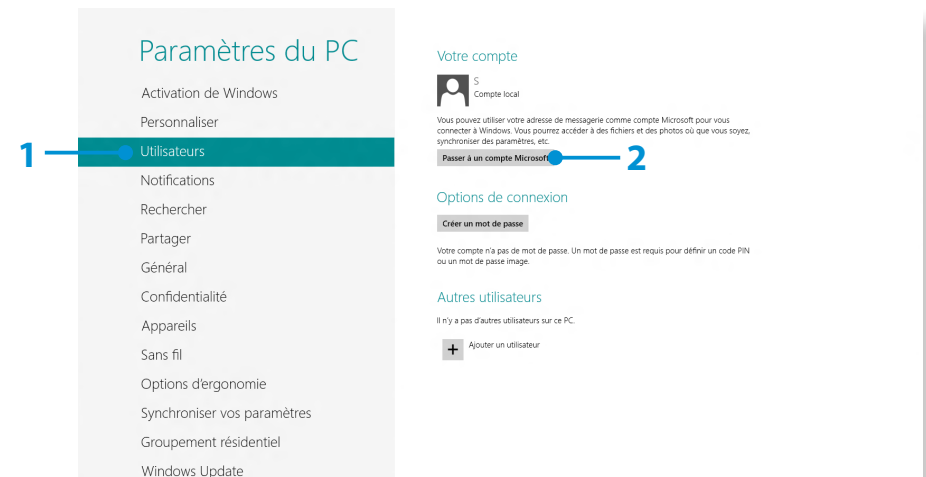 Paramètres du PC
Activation de Windows
Personnaliser
1
Utilisateurs
Notifications
Rechercher
Partager
Général
Confidentialité
Appareils
Sans fil
Options d'ergonomie
Synchroniser vos paramètres
Groupement résidentiel
Windows Update
Votre compte
S
Compte local
Vous pouvez utiliser votre adresse de messagerie comme compte Microsoft pour vous
connecter à Windows. Vous pourrez accéder à des fichiers et des photos où que vous soyez,
synchroniser des paramètres, etc.
Passer à un compte Microsoft
2
Options de connexion
Créer un mot de passe
Votre compte n'a pas de mot de passe. Un mot de passe est requis pour définir un code PIN
ou un mot de passe image.
Autres utilisateurs
Il n'y a pas d'autres utilisateurs sur ce PC.
+ Ajouter un utilisateur